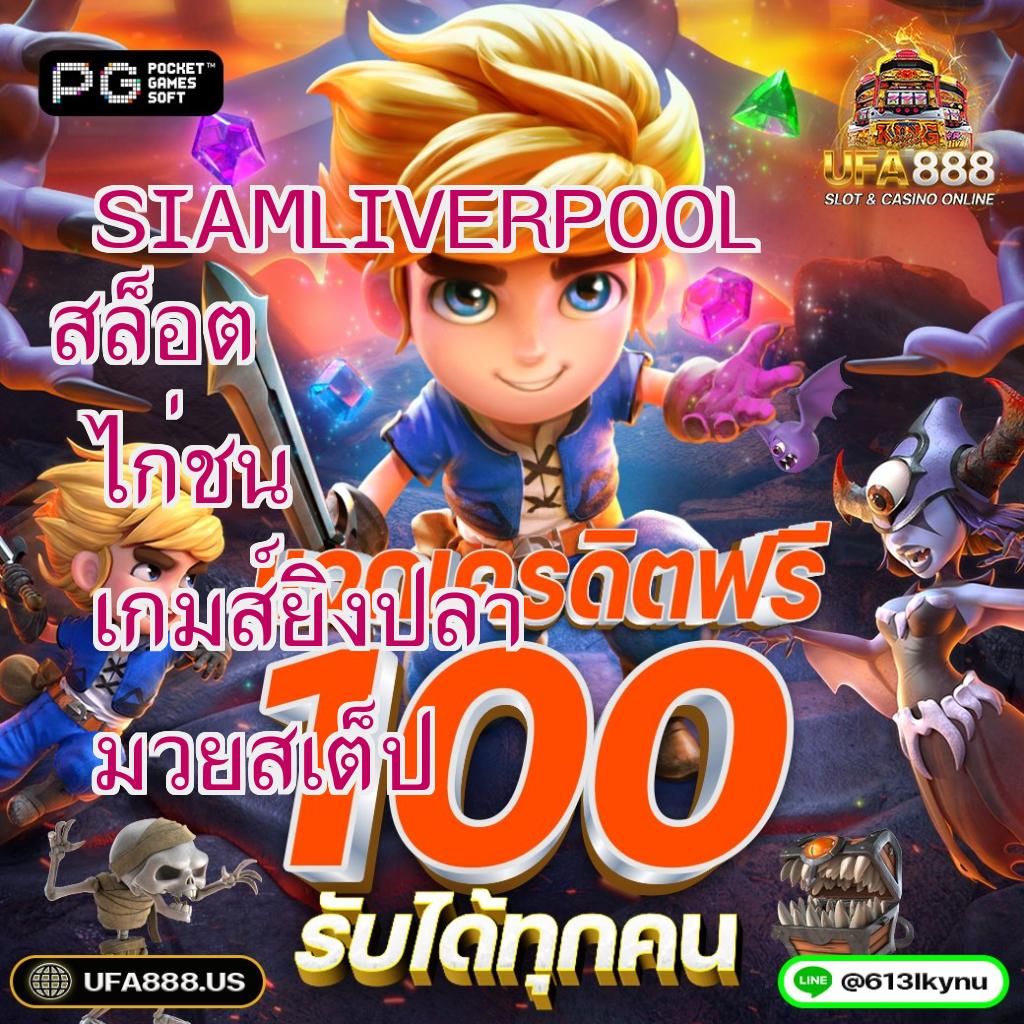 PG POCKET GAMES SOFT™
UFA888
SLOT & CASINO ONLINE
SIAMLIVERPOOL
สล็อต
ไก่ชน
เครดิตฟรี
เกมส์ยิงปลา
100
มวยสเต็ป
รับได้ทุกคน
UFA888.US
LINE @613lkynu